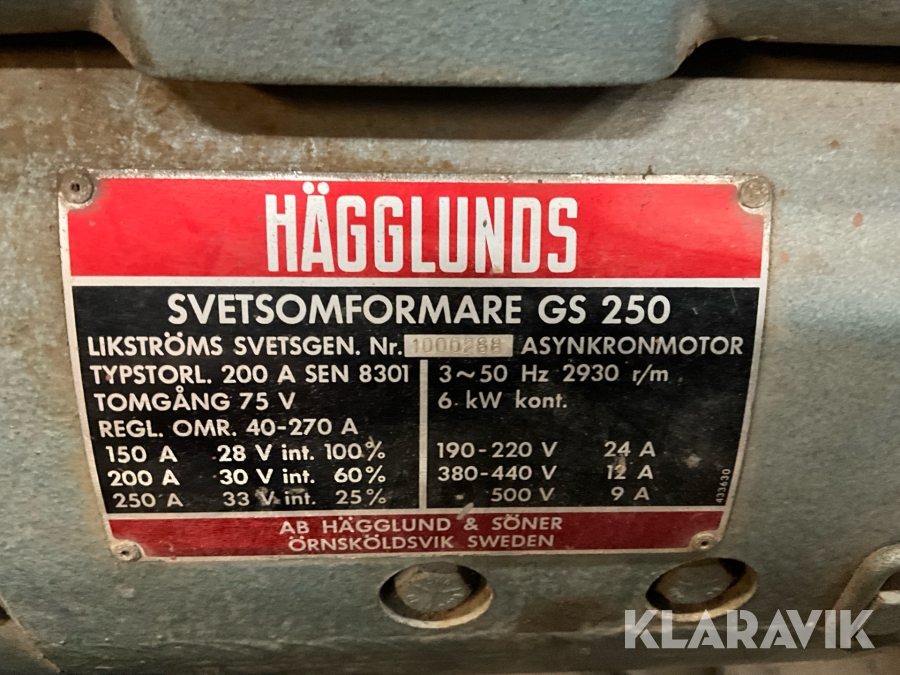 HÄGGLUNDS
SVETSOMFORMARE GS 250
LIKSTRÖMS SVETSGEN. Nr. 1000288 ASYNKRONMOTOR
TYPSTORL. 200 A SEN 8301
TOMGÅNG 75 V
REGL. OMR. 40-270 A
150 A 28 V int. 100%
200 A 30 V int. 60%
250 A 33 V int. 25%
3~50 Hz 2930 r/m
6 kW kont.
190-220 V 24 A
380-440 V 12 A
500 V 9 A
433630
AB HÄGGLUND & SÖNER
ÖRNSKÖLDSVIK SWEDEN
KLARAVIK